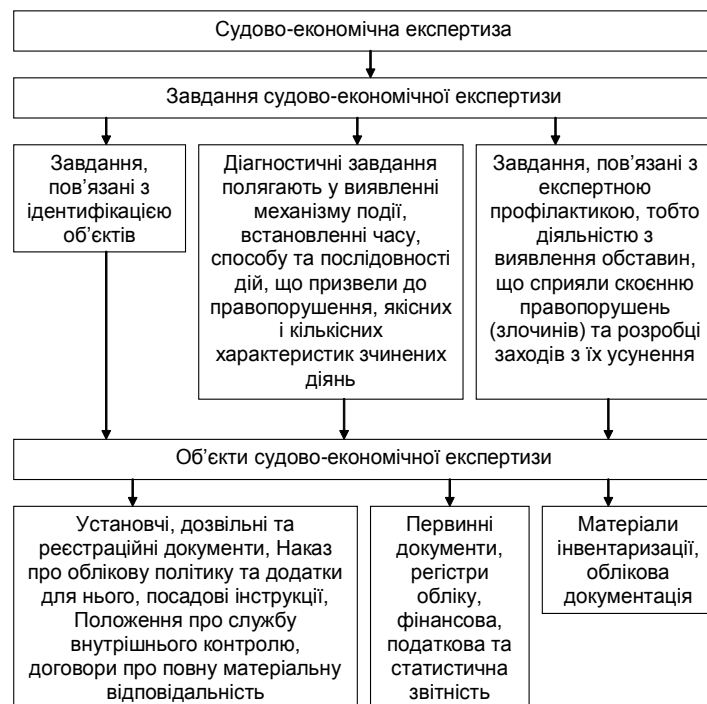 Судово-економічна експертиза
Завдання судово-економічної експертизи
Завдання,
пов’язані з
ідентифікацією
об’єктів
Діагностичні завдання
полягають у виявленні
механізму події,
встановленні часу,
способу та послідовності
дій, що призвели до
правопорушення, якісних
і кількісних
характеристик зчинених
діянь
Завдання, пов’язані з
експертною
профілактикою, тобто
діяльністю з
виявлення обставин,
що сприяли скоєнню
правопорушень
(злочинів) та розробці
заходів з їх усунення
Об’єкти судово-економічної експертизи
Установчі, дозвільні та
реєстраційні документи, Наказ
про облікову політику та додатки
для нього, посадові інструкції,
Положення про службу
внутрішнього контролю,
договори про повну матеріальну
відповідальність
Первинні
документи,
регістри
обліку,
фінансова,
податкова та
статистична
звітність
Матеріали
інвентаризації,
облікова
документація